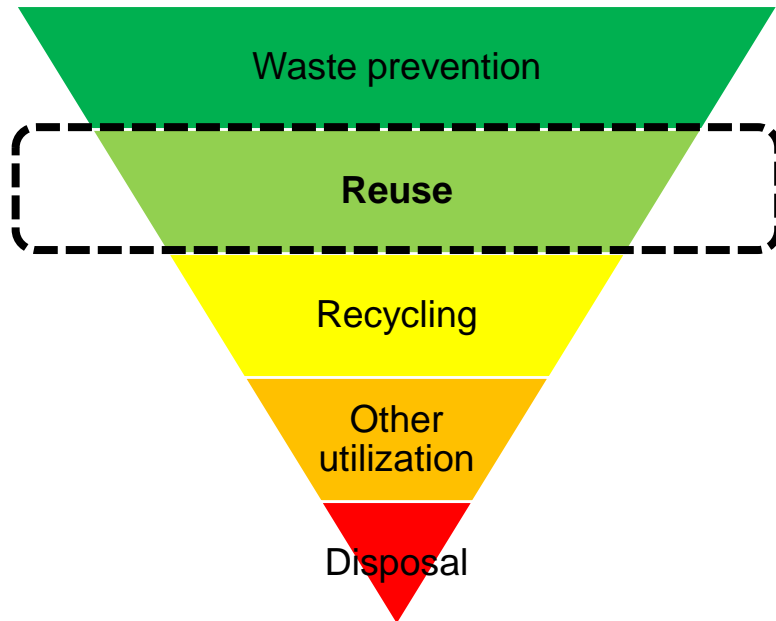 Waste prevention
Reuse
Recycling
Other
utilization
Disposal